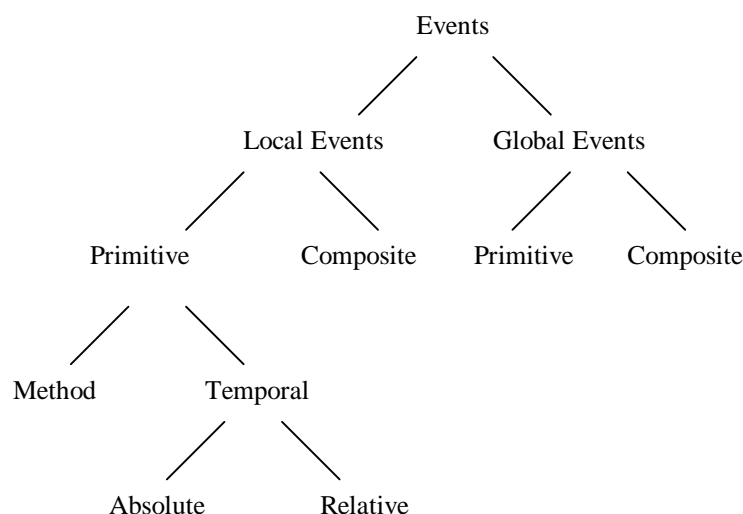 Events
Local Events Global Events
Primitive Composite Primitive Composite
Method Temporal
Absolute Relative